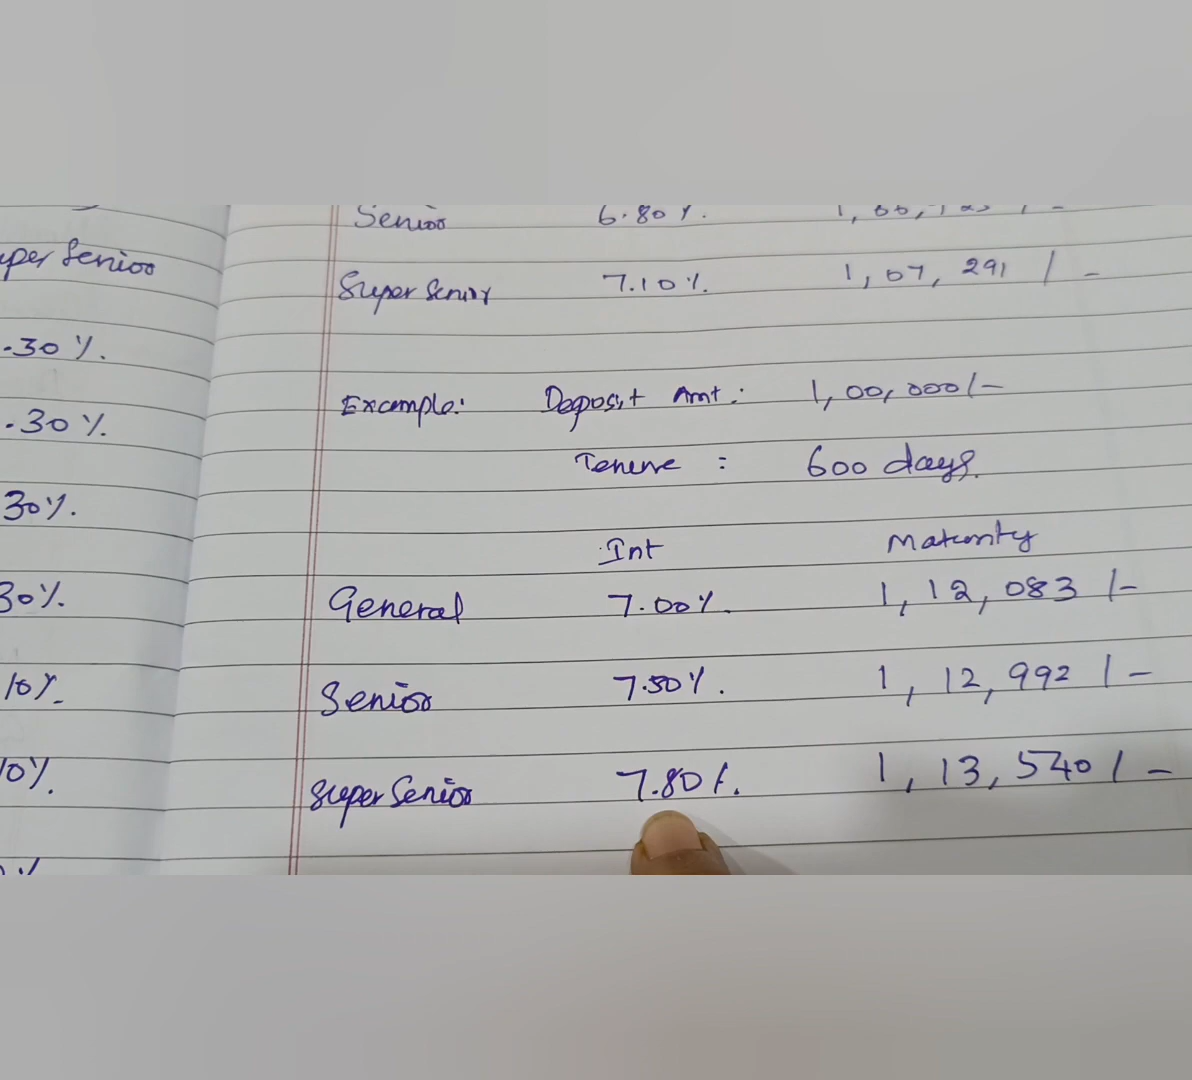 uper Senior
.30%.
.30%.
30%.
30%.
10%.
10%.
Senior 6.80%.
Super Senior 7.10%. 1,07,291/-
Example: Deposit Amt: 1,00,000/-
Tenure : 600 days.
Int Maturity
General 7.00%. 1,12,083/-
Senior 7.50%. 1,12,992/-
Super Senior 7.80%. 1,13,540/-